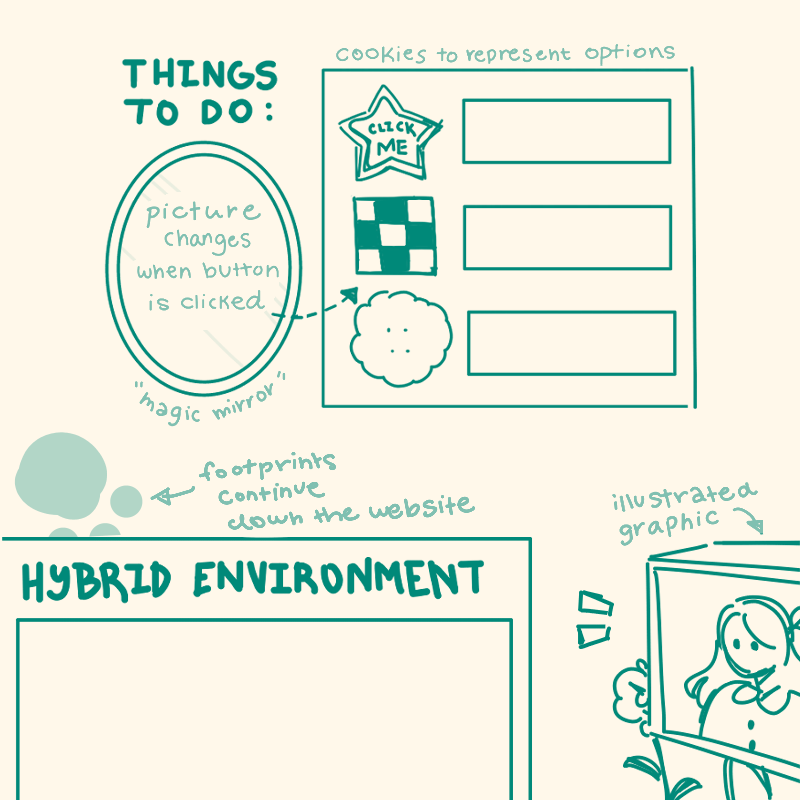 cookies to represent options
THINGS
TO DO:
CLICK
ME
picture
changes
when button
is clicked
"magic mirror"
footprints
continue
down the website
illustrated
graphic
HYBRID ENVIRONMENT